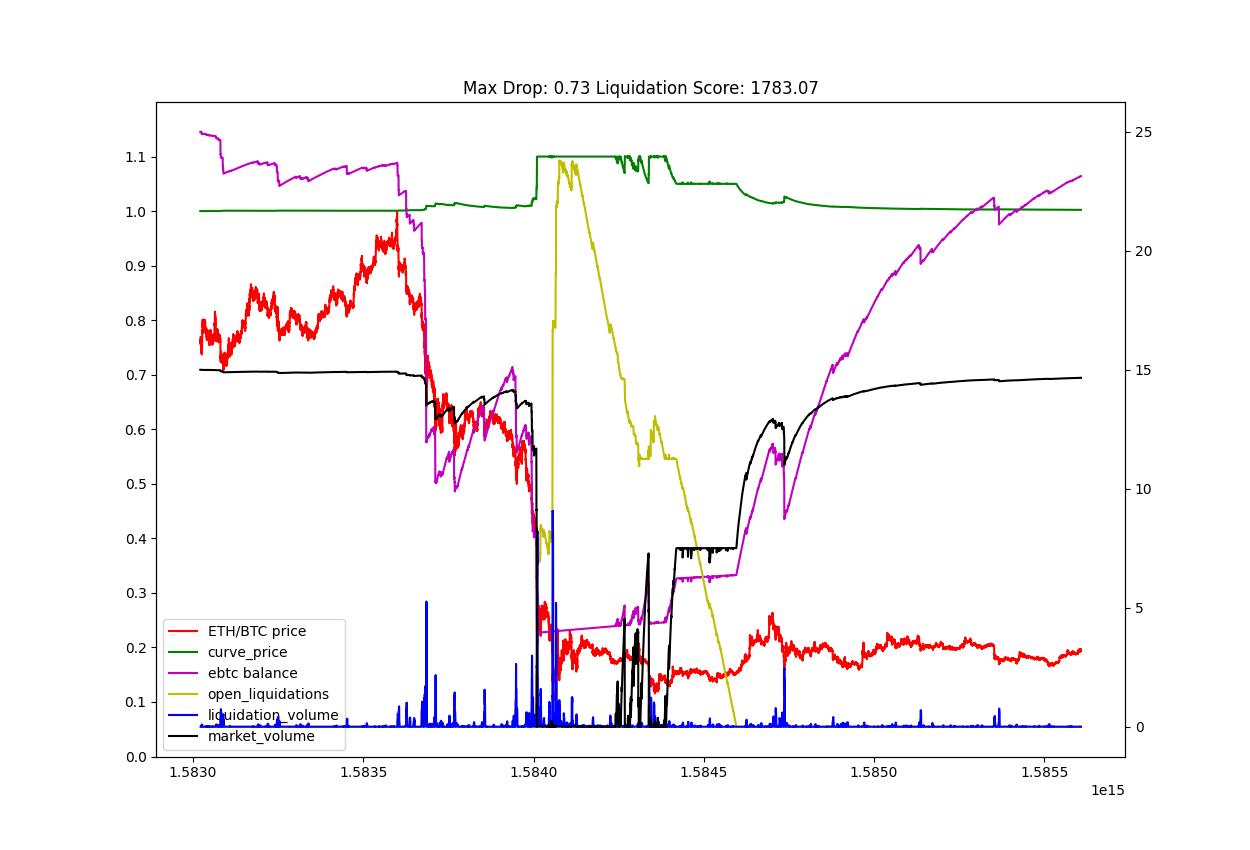 Max Drop: 0.73 Liquidation Score: 1783.07
1.1
1.0
0.9
0.8
0.7
0.6
0.5
0.4
0.3
0.2
0.1
0.0
25
20
15
10
5
0
ETH/BTC price
curve_price
ebtc balance
open_liquidations
liquidation_volume
market_volume
1.5830 1.5835 1.5840 1.5845 1.5850 1.5855
1e15